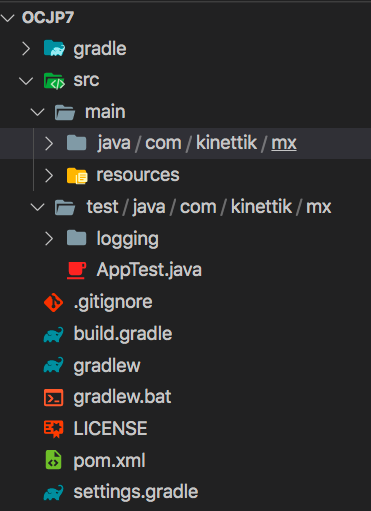 OCJP7
gradle
src
main
java / com / kinettik / mx
resources
test / java / com / kinettik / mx
logging
AppTest.java
.gitignore
build.gradle
gradlew
gradlew.bat
LICENSE
pom.xml
settings.gradle